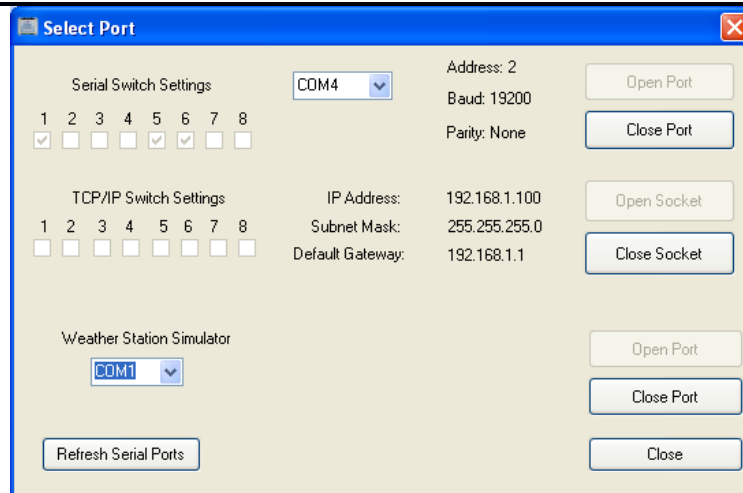 Select Port
Serial Switch Settings
COM4
Address: 2
Baud: 19200
Parity: None
Open Port
Close Port
1 2 3 4 5 6 7 8
TCP/IP Switch Settings
1 2 3 4 5 6 7 8
IP Address: 192.168.1.100
Subnet Mask: 255.255.255.0
Default Gateway: 192.168.1.1
Open Socket
Close Socket
Weather Station Simulator
COM1
Open Port
Close Port
Refresh Serial Ports
Close